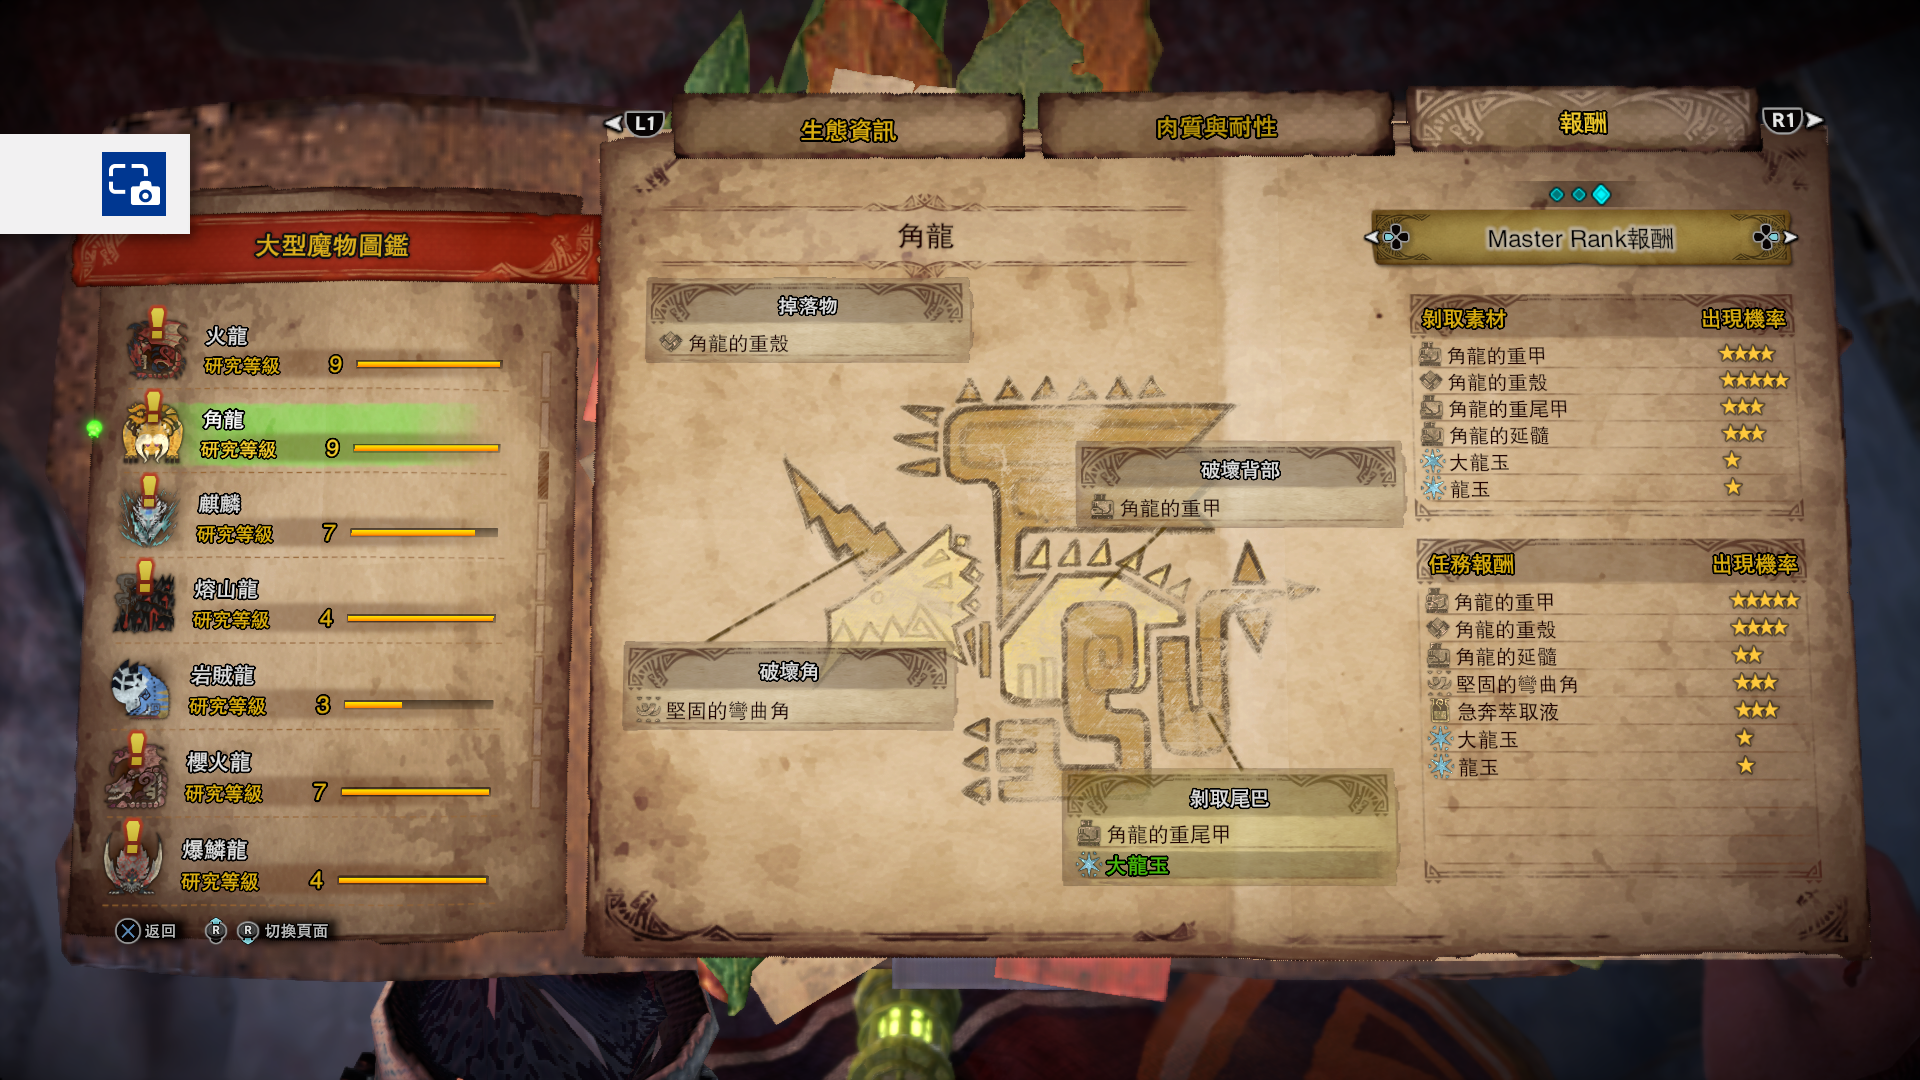 L1
生態資訊
肉質與耐性
報酬
R1
大型魔物圖鑑
火龍
研究等級 9
角龍
研究等級 9
麒麟
研究等級 7
熔山龍
研究等級 4
岩賊龍
研究等級 3
櫻火龍
研究等級 7
爆鱗龍
研究等級 4
返回 R R 切換頁面
角龍
掉落物
角龍的重殼
破壞背部
角龍的重甲
破壞角
堅固的彎曲角
剝取尾巴
角龍的重尾甲
大龍玉
Master Rank報酬
剝取素材 出現機率
角龍的重甲 ★★★★
角龍的重殼 ★★★★★
角龍的重尾甲 ★★★
角龍的延髓 ★★★
大龍玉 ★
龍玉 ★
任務報酬 出現機率
角龍的重甲 ★★★★★
角龍的重殼 ★★★★
角龍的延髓 ★★
堅固的彎曲角 ★★★
急奔萃取液 ★★★
大龍玉 ★
龍玉 ★